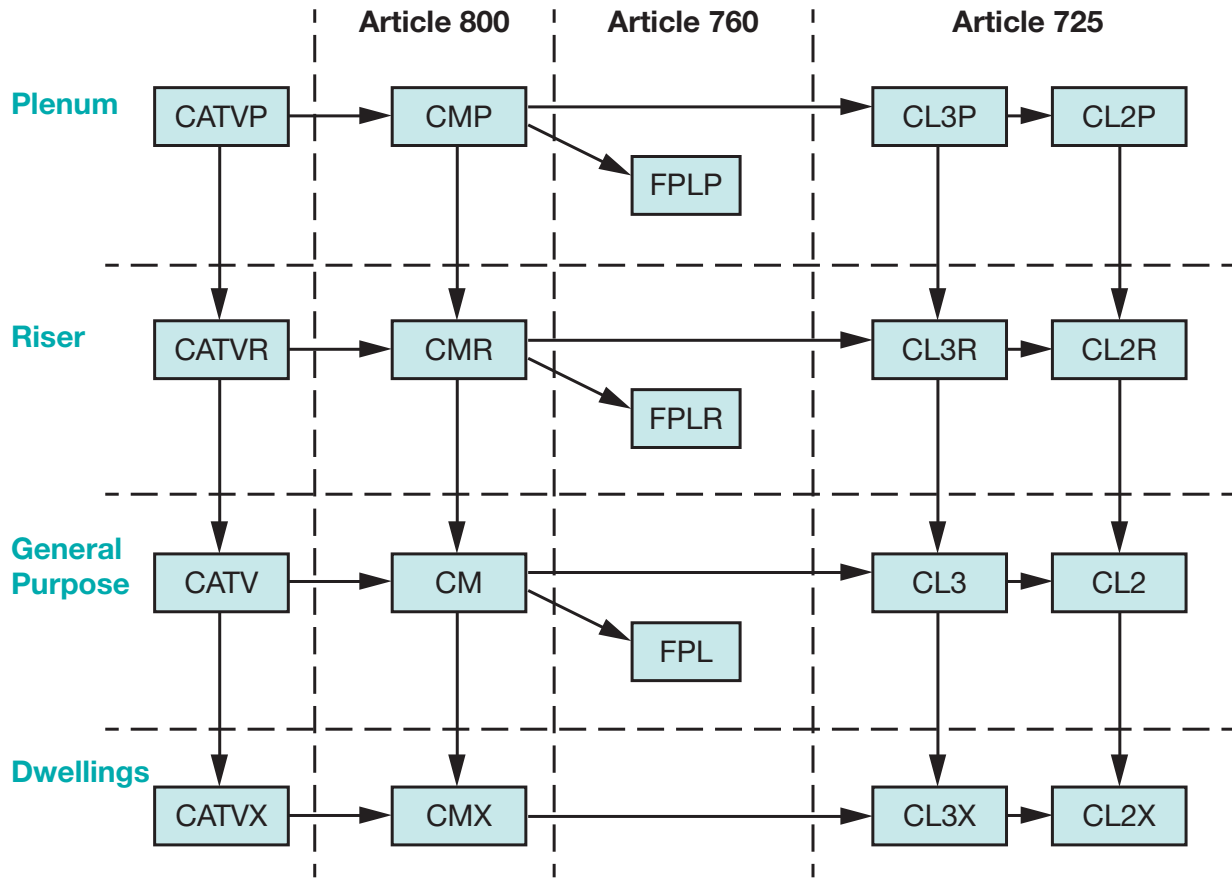 Article 800
Article 760
Article 725
Plenum
CATVP
CMP
CL3P
CL2P
FPLP
Riser
CATVR
CMR
CL3R
CL2R
FPLR
General
Purpose
CATV
CM
CL3
CL2
FPL
Dwellings
CATVX
CMX
CL3X
CL2X